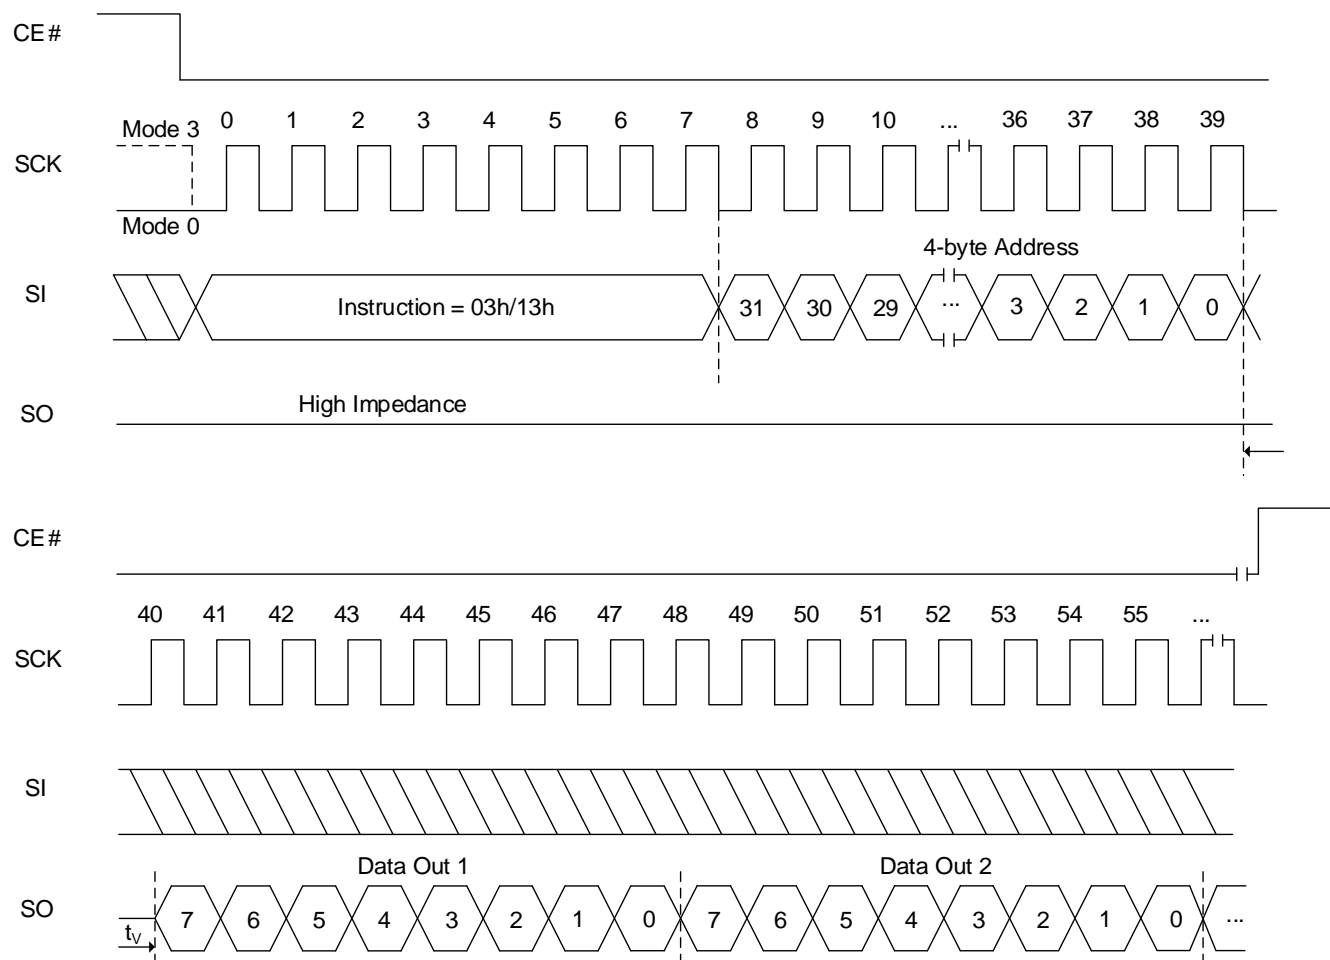 CE#
Mode 3 0 1 2 3 4 5 6 7 8 9 10 ... 36 37 38 39
SCK
Mode 0
4-byte Address
SI Instruction = 03h/13h 31 30 29 ... 3 2 1 0
SO High Impedance
CE#
40 41 42 43 44 45 46 47 48 49 50 51 52 53 54 55 ...
SCK
SI
Data Out 1 Data Out 2
SO 7 6 5 4 3 2 1 0 7 6 5 4 3 2 1 0 ...
tV